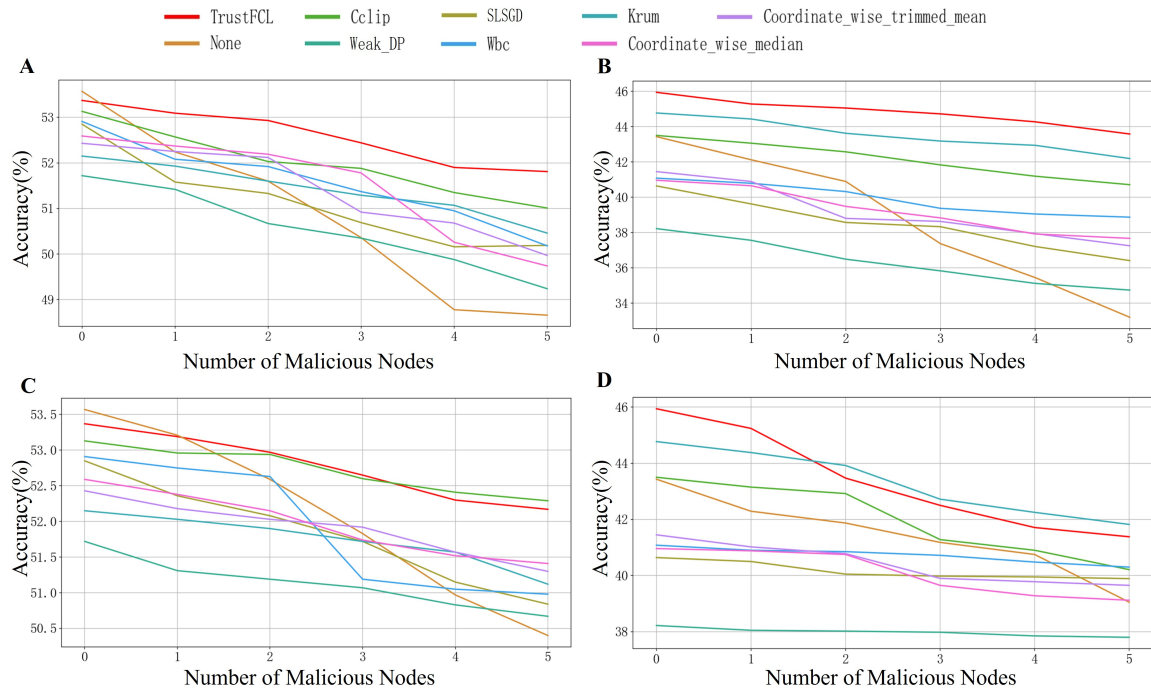 TrustFCL Cclip SLSGD Krum Coordinate_wise_trimmed_mean
None Weak_DP Wbc Coordinate_wise_median
A
53
52
51
50
49
0 1 2 3 4 5
Accuracy(%)
Number of Malicious Nodes
B
46
44
42
40
38
36
34
0 1 2 3 4 5
Accuracy(%)
Number of Malicious Nodes
C
53.5
53.0
52.5
52.0
51.5
51.0
50.5
0 1 2 3 4 5
Accuracy(%)
Number of Malicious Nodes
D
46
44
42
40
38
0 1 2 3 4 5
Accuracy(%)
Number of Malicious Nodes